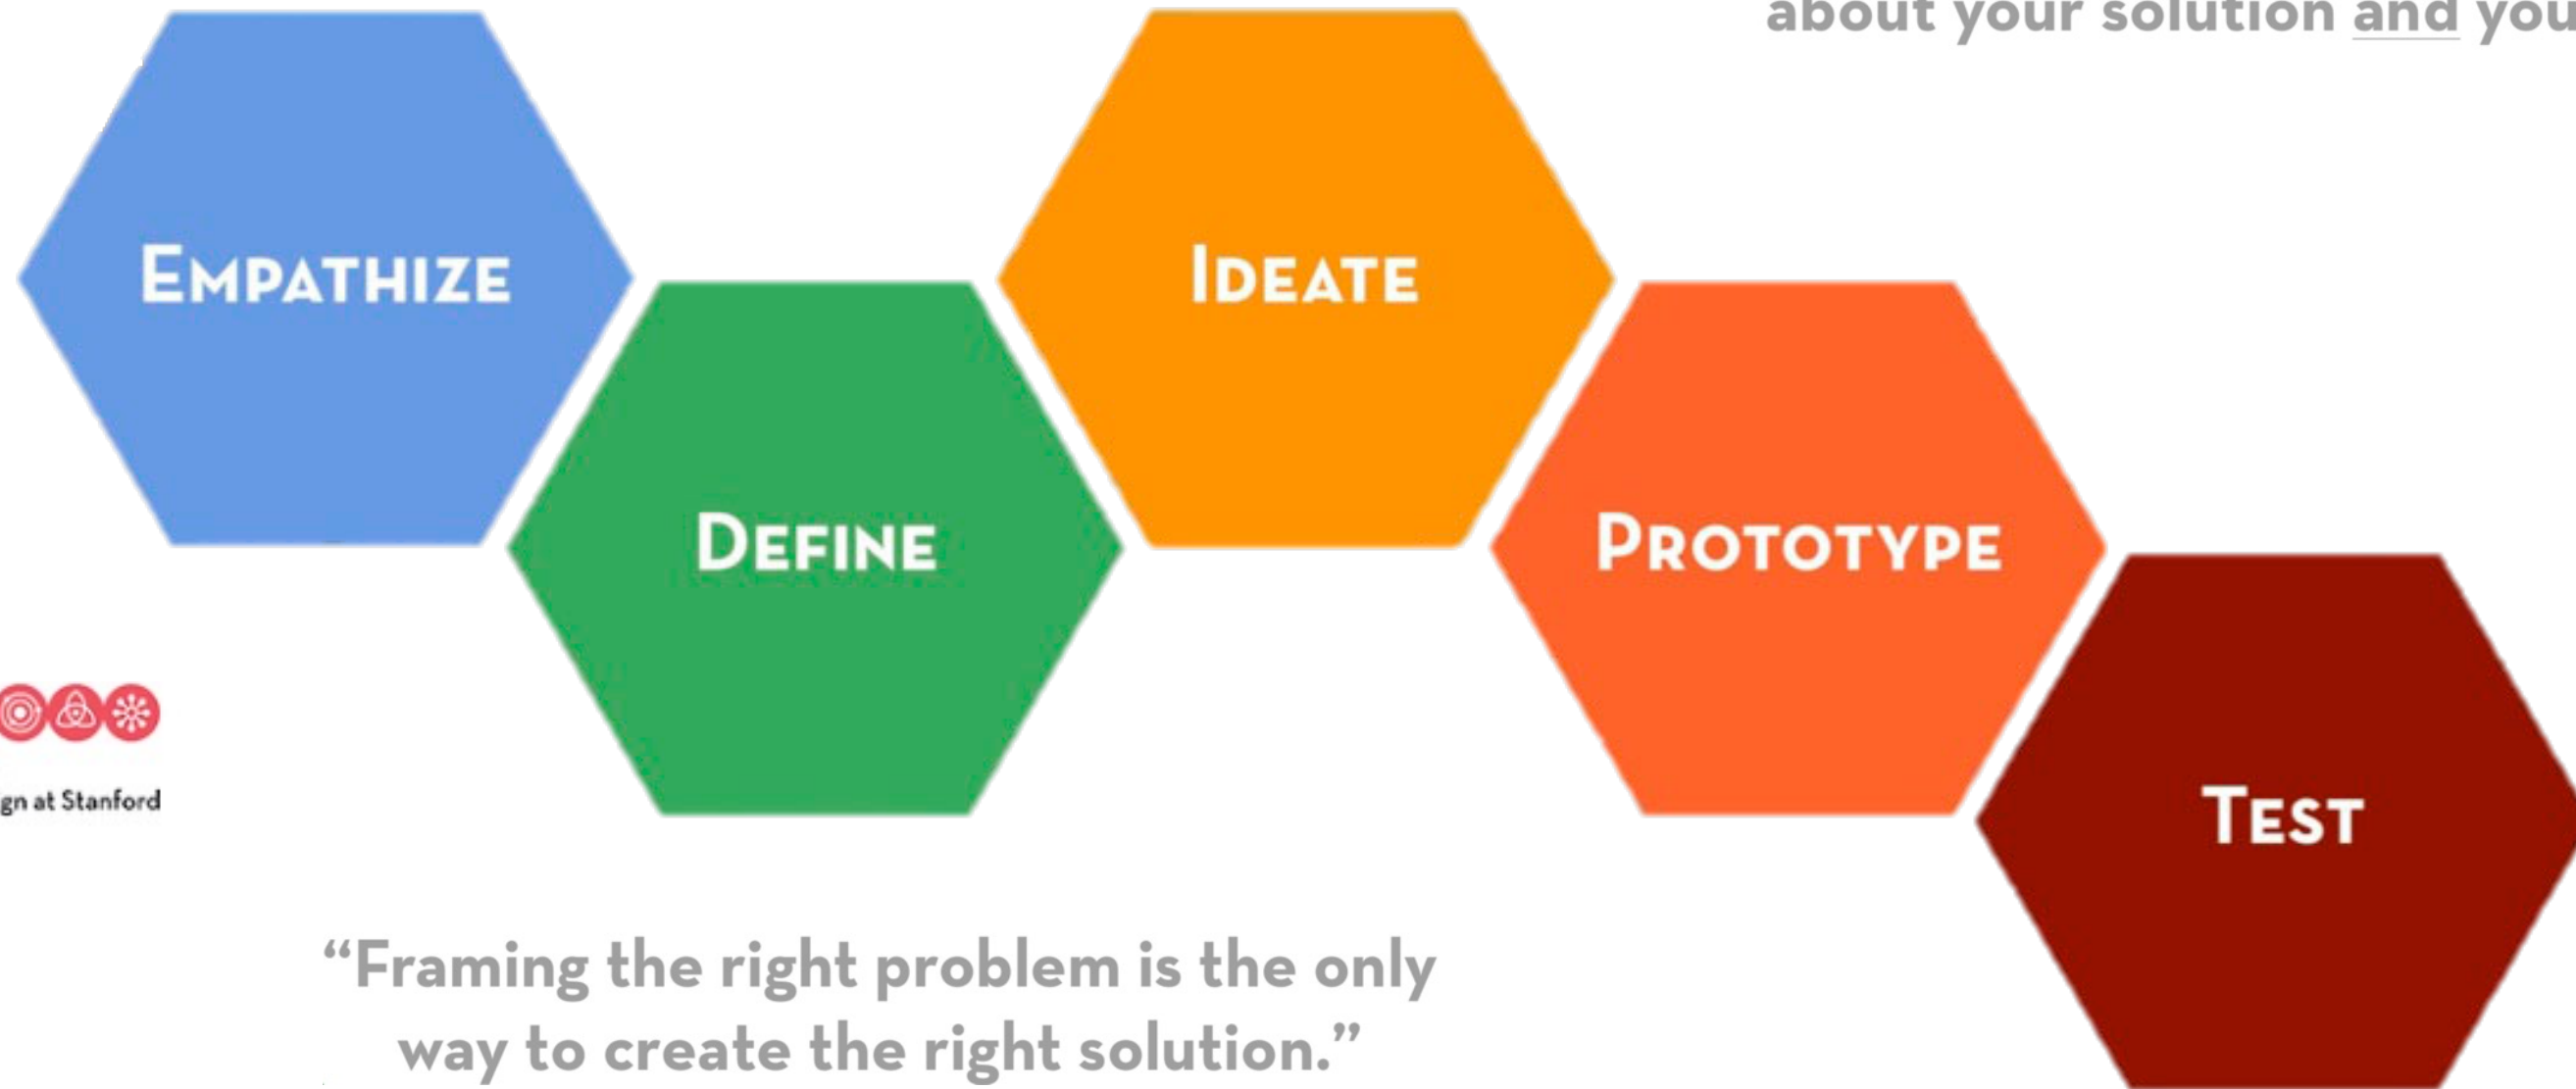 about your solution and you
EMPATHIZE
IDEATE
DEFINE
PROTOTYPE
TEST
gn at Stanford
“Framing the right problem is the only
way to create the right solution.”